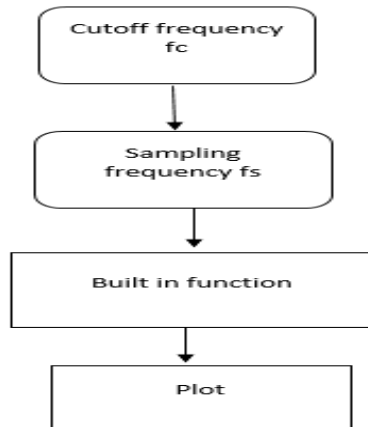 Cutoff frequency
fc
Sampling
frequency fs
Built in function
Plot